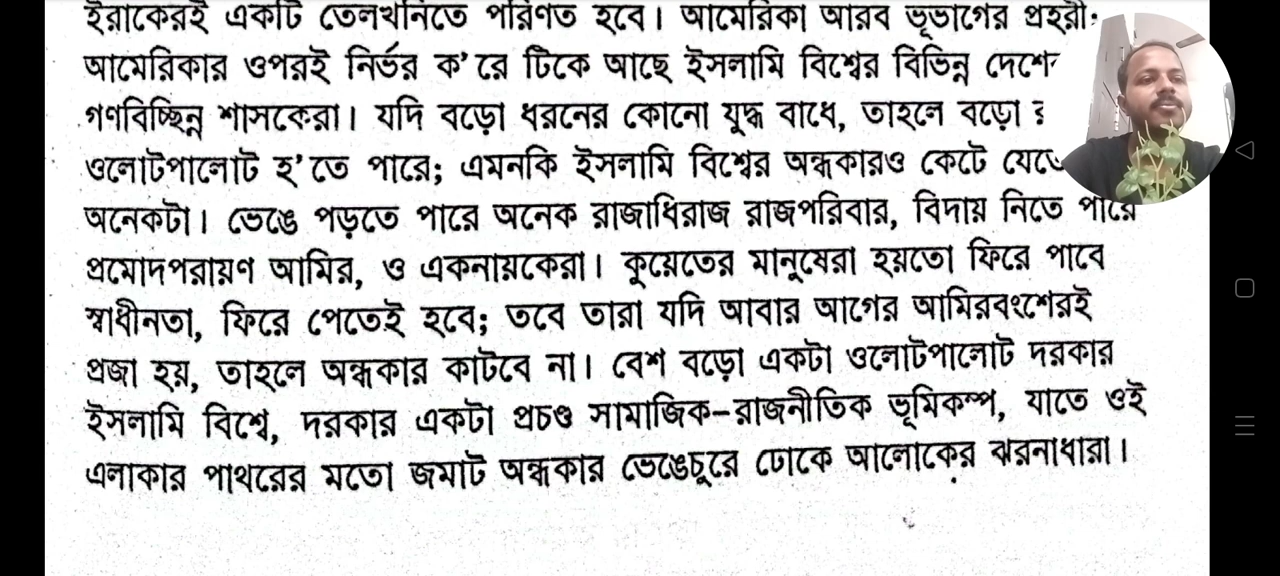 ইরাকেরই একটি তেলখনিতে পরিণত হবে। আমেরিকা আরব ভূভাগের প্রহরী;
আমেরিকার ওপরই নির্ভর ক'রে টিকে আছে ইসলামি বিশ্বের বিভিন্ন
গণবিচ্ছিন্ন শাসকেরা। যদি বড়ো ধরনের কোনো যুদ্ধ বাধে, তাহলে বড়ো
ওলোটপালোট হ'তে পারে; এমনকি ইসলামি বিশ্বের অন্ধকারও কেটে
অনেকটা। ভেঙে পড়তে পারে অনেক রাজাধিরাজ রাজপরিবার, বিদায় নিতে পারে
প্রমোদপরায়ণ আমির, ও একনায়কেরা। কুয়েতের মানুষেরা হয়তো ফিরে পাবে
স্বাধীনতা, ফিরে পেতেই হবে; তবে তারা যদি আবার আগের আমিরবংশেরই
প্রজা হয়, তাহলে অন্ধকার কাটবে না। বেশ বড়ো একটা ওলোটপালোট দরকার
ইসলামি বিশ্বে, দরকার একটা প্রচণ্ড সামাজিক-রাজনীতিক ভূমিকম্প, যাতে ওই
এলাকার পাথরের মতো জমাট অন্ধকার ভেঙেচুরে ঢোকে আলোকের ঝরনাধারা।